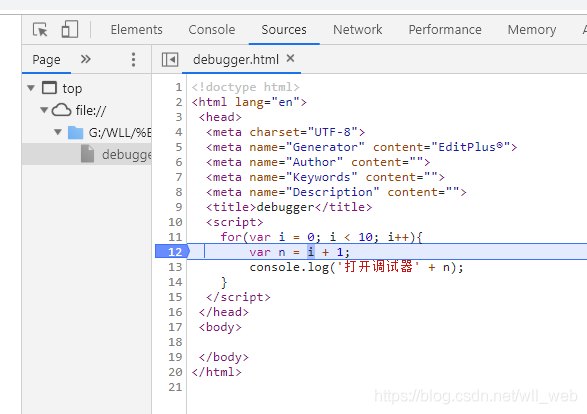 Elements Console Sources Network Performance Memory
Page » debugger.html ×
top
file://
G:/WLL/%E
debugge
1 <!doctype html>
2 <html lang="en">
3 <head>
4 <meta charset="UTF-8">
5 <meta name="Generator" content="EditPlus®">
6 <meta name="Author" content="">
7 <meta name="Keywords" content="">
8 <meta name="Description" content="">
9 <title>debugger</title>
10 <script>
11 for(var i = 0; i < 10; i++){
12 var n = i + 1;
13 console.log('打开调试器' + n);
14 }
15 </script>
16 </head>
17 <body>
18
19 </body>
20 </html>
21
https://blog.csdn.net/wll_web